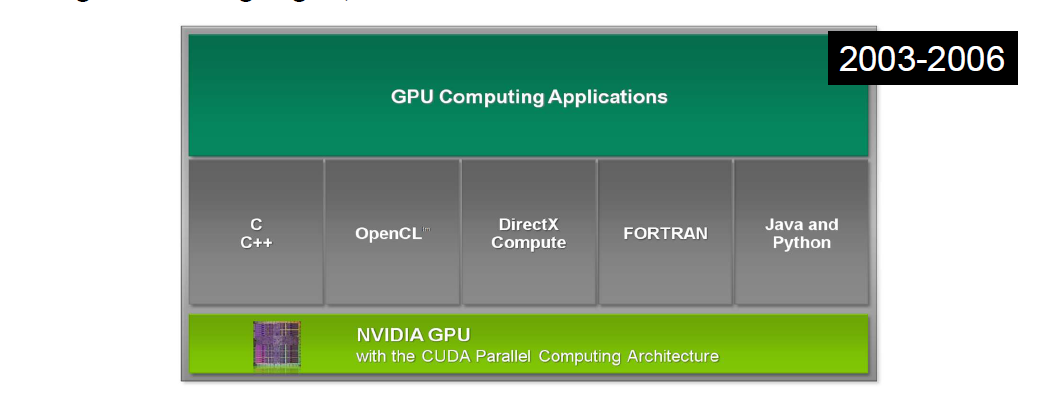 2003-2006
GPU Computing Applications
C
C++
OpenCL™
DirectX
Compute
FORTRAN
Java and
Python
NVIDIA GPU
with the CUDA Parallel Computing Architecture